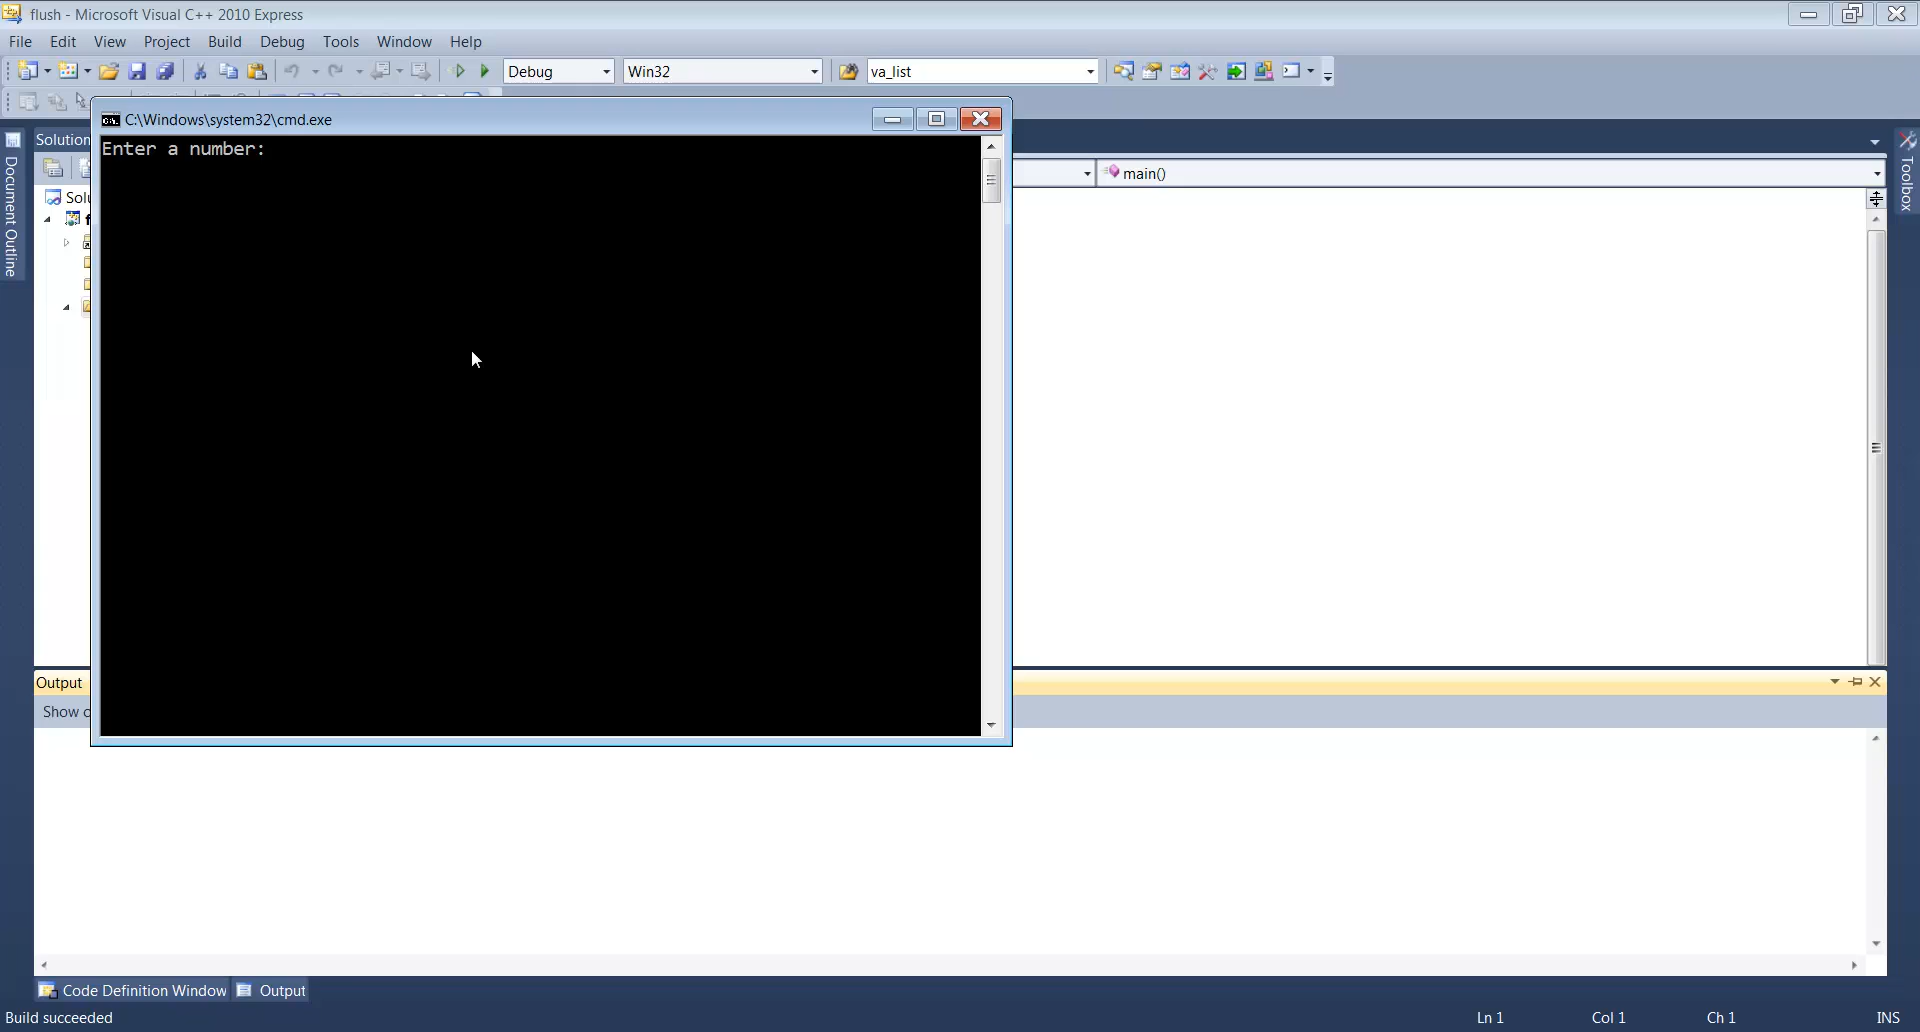 flush - Microsoft Visual C++ 2010 Express
File Edit View Project Build Debug Tools Window Help
Debug Win32 va_list
C:\Windows\system32\cmd.exe
Enter a number:
Solution
main()
Solu
f
Document Outline
Toolbox
Output
Show o
Code Definition Window Output
Build succeeded Ln 1 Col 1 Ch 1 INS